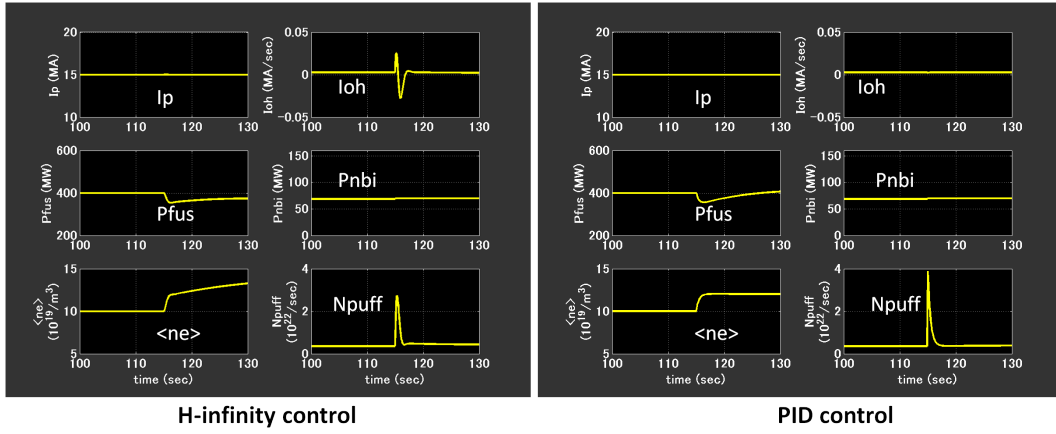 20
15
10
Ip (MA)
Ip
100 110 120 130
0.05
0
−0.05
Ioh (MA/sec)
Ioh
100 110 120 130
600
400
200
Pfus (MW)
Pfus
100 110 120 130
150
100
50
0
Pnbi (MW)
Pnbi
100 110 120 130
15
10
5
<ne>
(10^19/m3)
<ne>
100 110 120 130
time (sec)
4
2
0
Npuff
(10^22/sec)
Npuff
100 110 120 130
time (sec)
H-infinity control
20
15
10
Ip (MA)
Ip
100 110 120 130
0.05
0
−0.05
Ioh (MA/sec)
Ioh
100 110 120 130
600
400
200
Pfus (MW)
Pfus
100 110 120 130
150
100
50
0
Pnbi (MW)
Pnbi
100 110 120 130
15
10
5
<ne>
(10^19/m3)
<ne>
100 110 120 130
time (sec)
4
2
0
Npuff
(10^22/sec)
Npuff
100 110 120 130
time (sec)
PID control